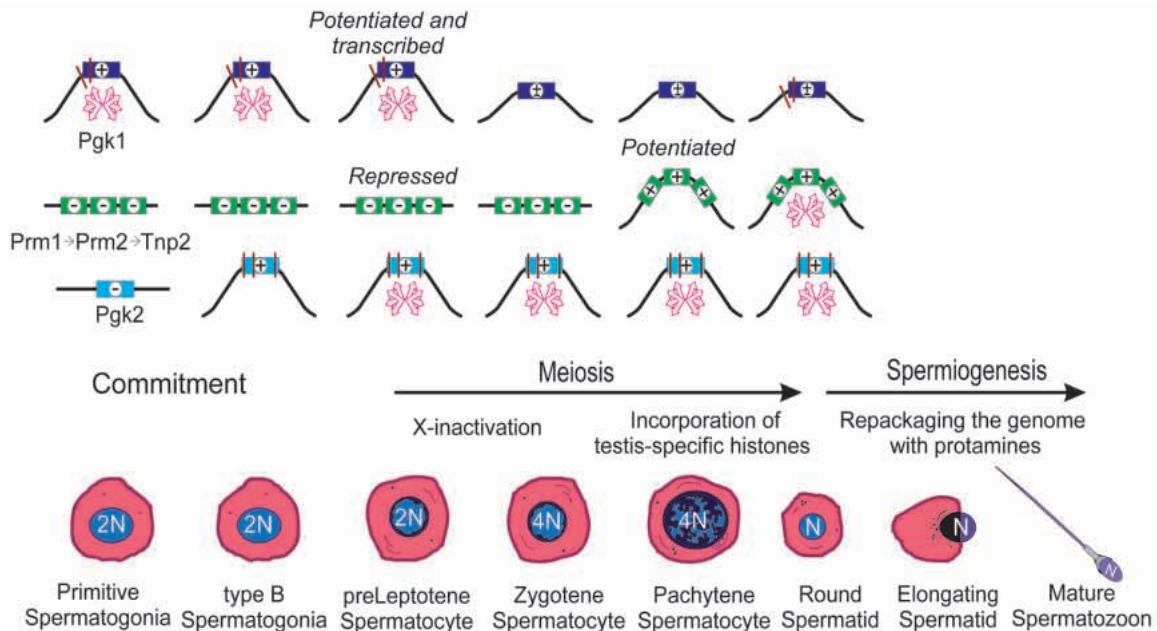 Potentiated and
transcribed
+ + + ± ± ±
Pgk1
Potentiated
Repressed
- - - - - - - - - - - - + + + + + +
Prm1→Prm2→Tnp2
- + + + + +
Pgk2
Commitment
Meiosis
Spermiogenesis
X-inactivation
Incorporation of
testis-specific histones
Repackaging the genome
with protamines
2N 2N 2N 4N 4N N N N
Primitive
Spermatogonia
type B
Spermatogonia
preLeptotene
Spermatocyte
Zygotene
Spermatocyte
Pachytene
Spermatocyte
Round
Spermatid
Elongating
Spermatid
Mature
Spermatozoon